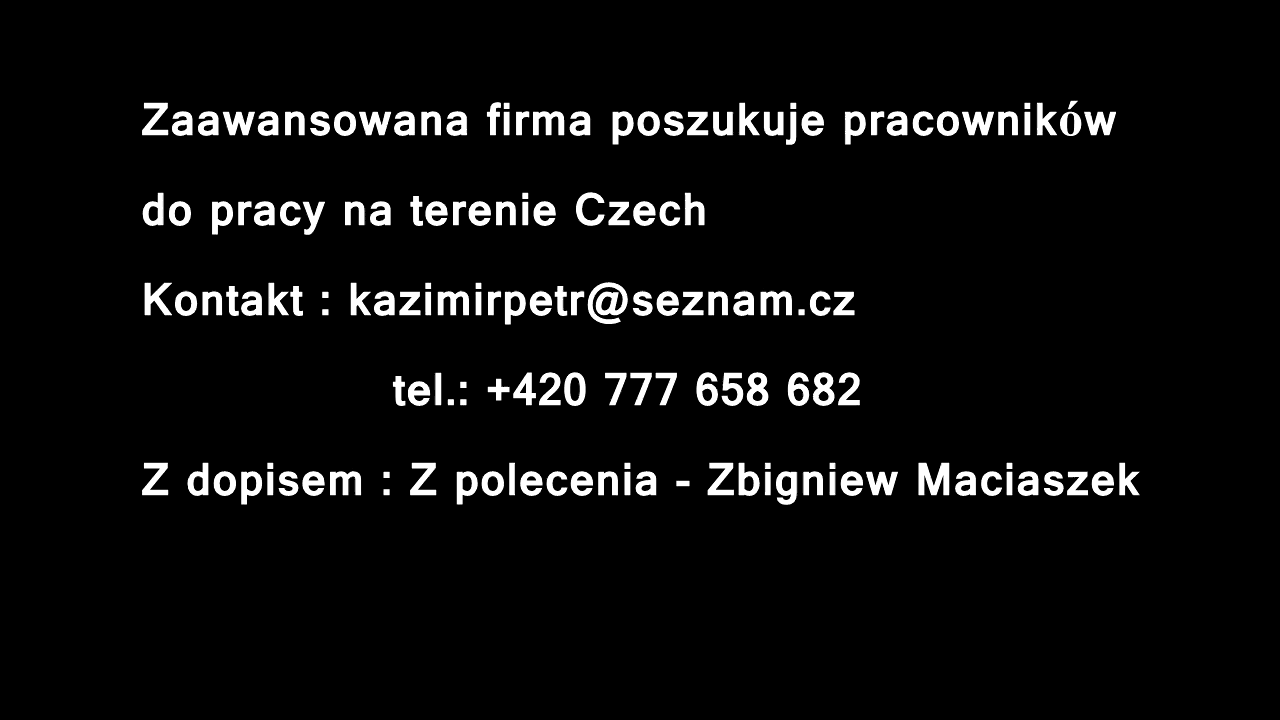 Zaawansowana firma poszukuje pracowników
do pracy na terenie Czech
Kontakt : kazimirpetr@seznam.cz
tel.: +420 777 658 682
Z dopisem : Z polecenia - Zbigniew Maciaszek